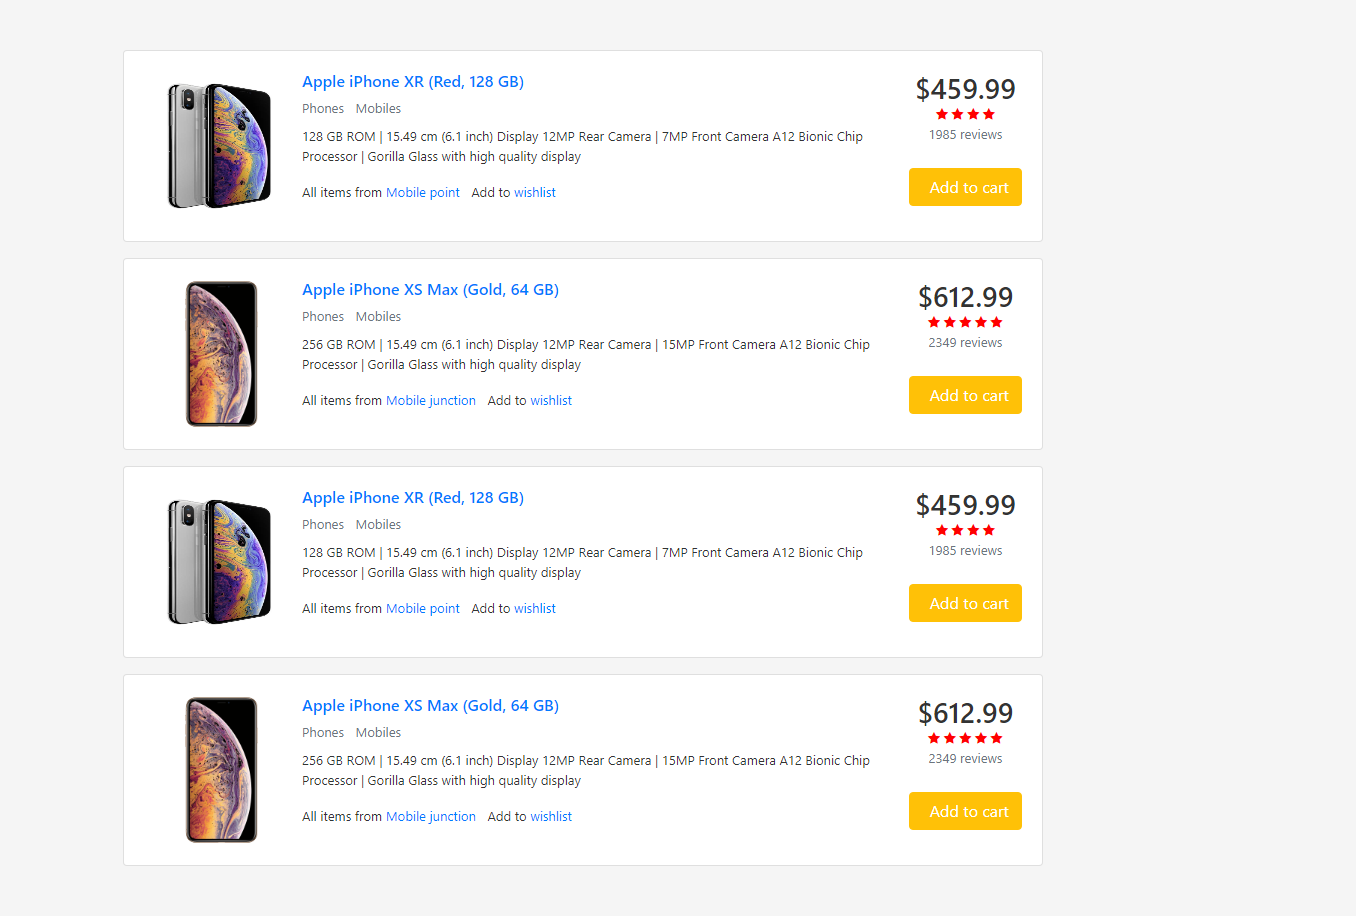 Apple iPhone XR (Red, 128 GB)
Phones Mobiles
128 GB ROM | 15.49 cm (6.1 inch) Display 12MP Rear Camera | 7MP Front Camera A12 Bionic Chip
Processor | Gorilla Glass with high quality display
All items from Mobile point Add to wishlist
$459.99
1985 reviews
Add to cart
Apple iPhone XS Max (Gold, 64 GB)
Phones Mobiles
256 GB ROM | 15.49 cm (6.1 inch) Display 12MP Rear Camera | 15MP Front Camera A12 Bionic Chip
Processor | Gorilla Glass with high quality display
All items from Mobile junction Add to wishlist
$612.99
2349 reviews
Add to cart
Apple iPhone XR (Red, 128 GB)
Phones Mobiles
128 GB ROM | 15.49 cm (6.1 inch) Display 12MP Rear Camera | 7MP Front Camera A12 Bionic Chip
Processor | Gorilla Glass with high quality display
All items from Mobile point Add to wishlist
$459.99
1985 reviews
Add to cart
Apple iPhone XS Max (Gold, 64 GB)
Phones Mobiles
256 GB ROM | 15.49 cm (6.1 inch) Display 12MP Rear Camera | 15MP Front Camera A12 Bionic Chip
Processor | Gorilla Glass with high quality display
All items from Mobile junction Add to wishlist
$612.99
2349 reviews
Add to cart